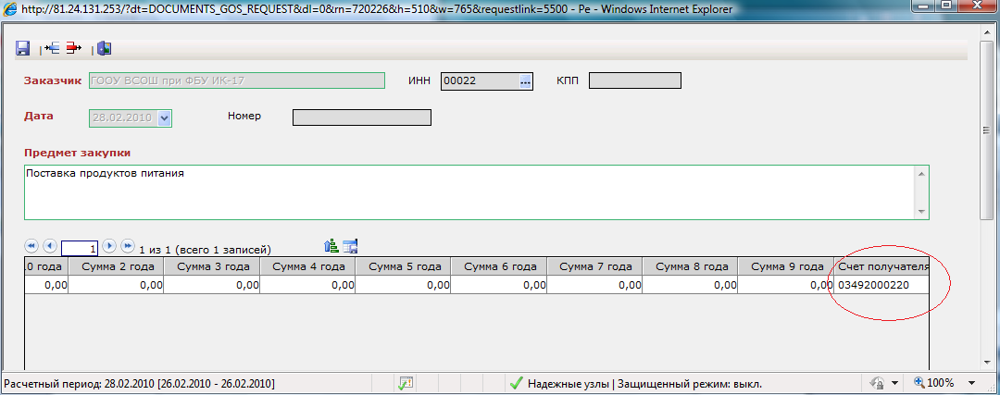 http://81.24.131.253/?dt=DOCUMENTS_GOS_REQUEST&dl=0&rn=720226&h=510&w=765&requestlink=5500 - Pe - Windows Internet Explorer
Заказчик ГООУ ВСОШ при ФБУ ИК-17 ИНН 00022 ... КПП
Дата 28.02.2010 Номер
Предмет закупки
Поставка продуктов питания
1 1 из 1 (всего 1 записей)
0 года Сумма 2 года Сумма 3 года Сумма 4 года Сумма 5 года Сумма 6 года Сумма 7 года Сумма 8 года Сумма 9 года Счет получателя
0,00 0,00 0,00 0,00 0,00 0,00 0,00 0,00 0,00 03492000220
Расчетный период: 28.02.2010 [26.02.2010 - 26.02.2010] Надежные узлы | Защищенный режим: выкл. 100%